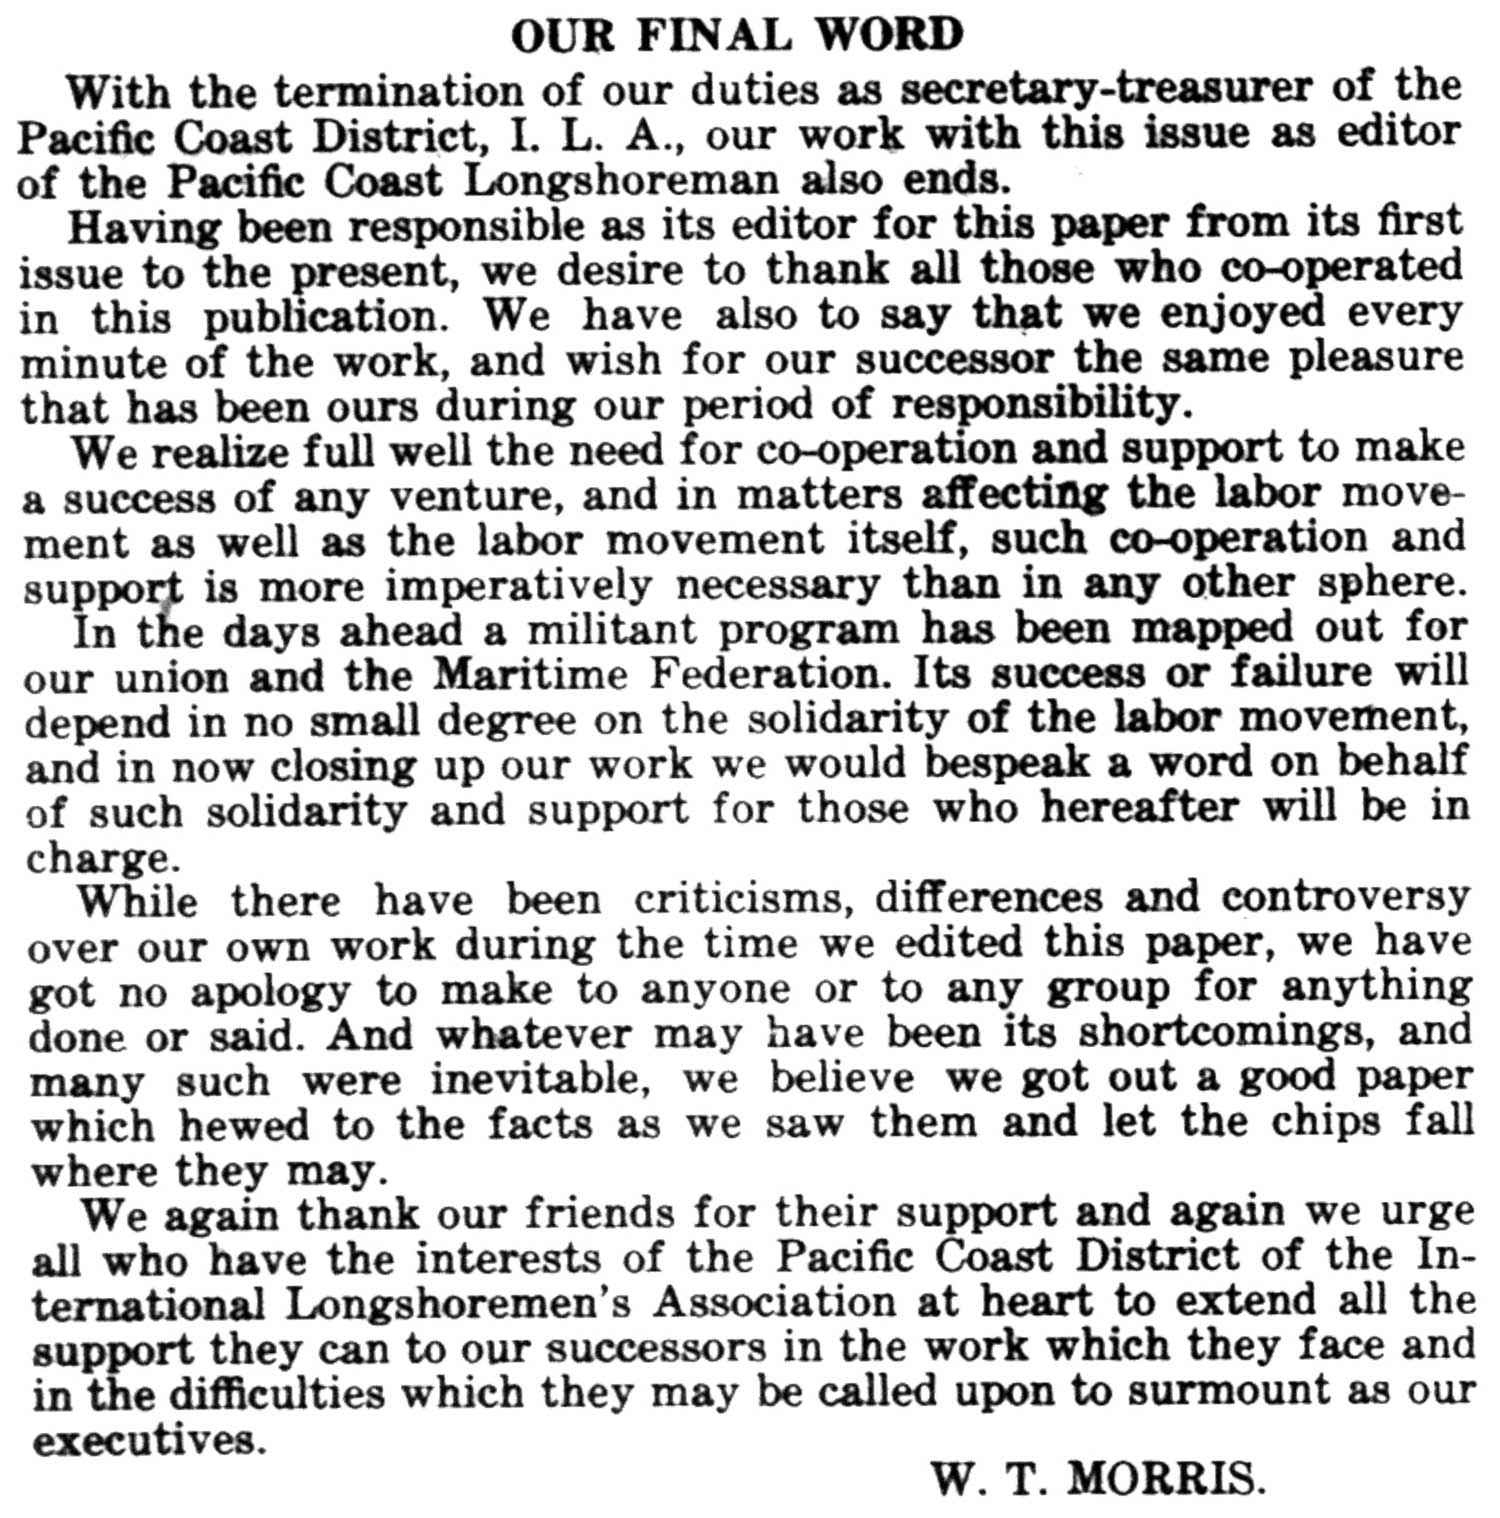 OUR FINAL WORD
With the termination of our duties as secretary-treasurer of the
Pacific Coast District, I. L. A., our work with this issue as editor
of the Pacific Coast Longshoreman also ends.
Having been responsible as its editor for this paper from its first
issue to the present, we desire to thank all those who co-operated
in this publication. We have also to say that we enjoyed every
minute of the work, and wish for our successor the same pleasure
that has been ours during our period of responsibility.
We realize full well the need for co-operation and support to make
a success of any venture, and in matters affecting the labor move-
ment as well as the labor movement itself, such co-operation and
support is more imperatively necessary than in any other sphere.
In the days ahead a militant program has been mapped out for
our union and the Maritime Federation. Its success or failure will
depend in no small degree on the solidarity of the labor movement,
and in now closing up our work we would bespeak a word on behalf
of such solidarity and support for those who hereafter will be in
charge.
While there have been criticisms, differences and controversy
over our own work during the time we edited this paper, we have
got no apology to make to anyone or to any group for anything
done or said. And whatever may have been its shortcomings, and
many such were inevitable, we believe we got out a good paper
which hewed to the facts as we saw them and let the chips fall
where they may.
We again thank our friends for their support and again we urge
all who have the interests of the Pacific Coast District of the In-
ternational Longshoremen's Association at heart to extend all the
support they can to our successors in the work which they face and
in the difficulties which they may be called upon to surmount as our
executives.
W. T. MORRIS.